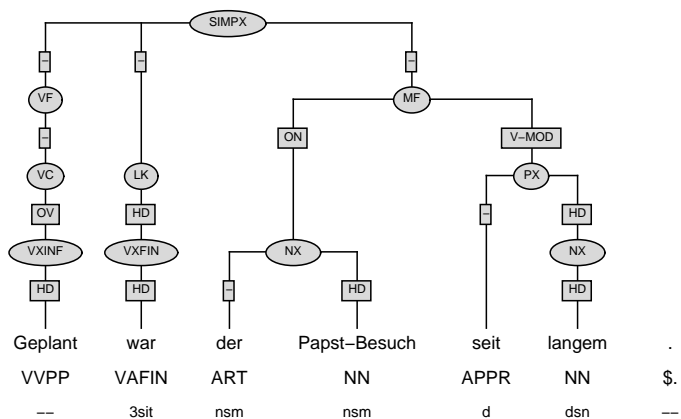 SIMPX
– – –
VF MF
– ON V–MOD
VC LK PX
OV HD – HD
VXINF VXFIN NX NX
HD HD – HD HD
Geplant war der Papst–Besuch seit langem .
VVPP VAFIN ART NN APPR NN $.
–– 3sit nsm nsm d dsn ––